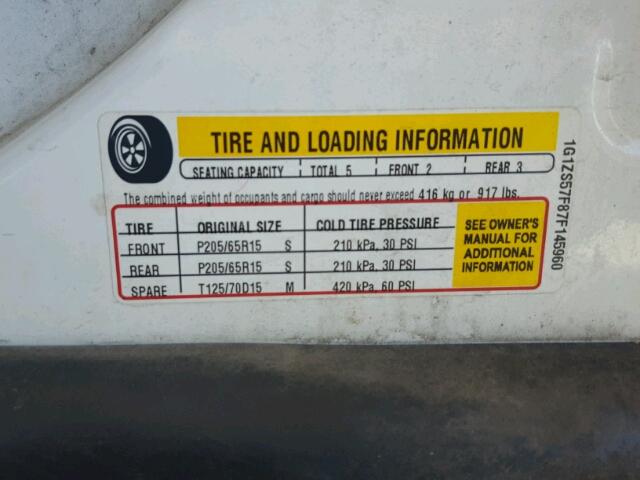 TIRE AND LOADING INFORMATION
SEATING CAPACITY TOTAL 5 FRONT 2 REAR 3
The combined weight of occupants and cargo should never exceed 416 kg or 917 lbs.
TIRE ORIGINAL SIZE COLD TIRE PRESSURE
FRONT P205/65R15 S 210 kPa, 30 PSI
REAR P205/65R15 S 210 kPa, 30 PSI
SPARE T125/70D15 M 420 kPa, 60 PSI
SEE OWNER'S
MANUAL FOR
ADDITIONAL
INFORMATION
1G1ZS57F87F145960